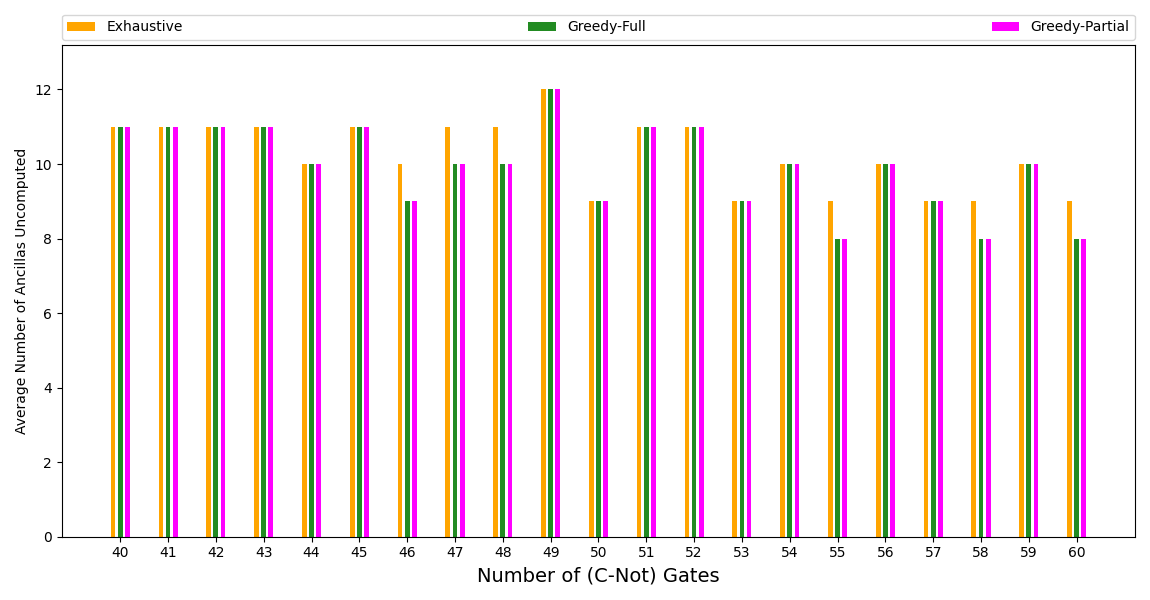 Exhaustive Greedy-Full Greedy-Partial
Average Number of Ancillas Uncomputed
12
10
8
6
4
2
0
40 41 42 43 44 45 46 47 48 49 50 51 52 53 54 55 56 57 58 59 60
Number of (C-Not) Gates